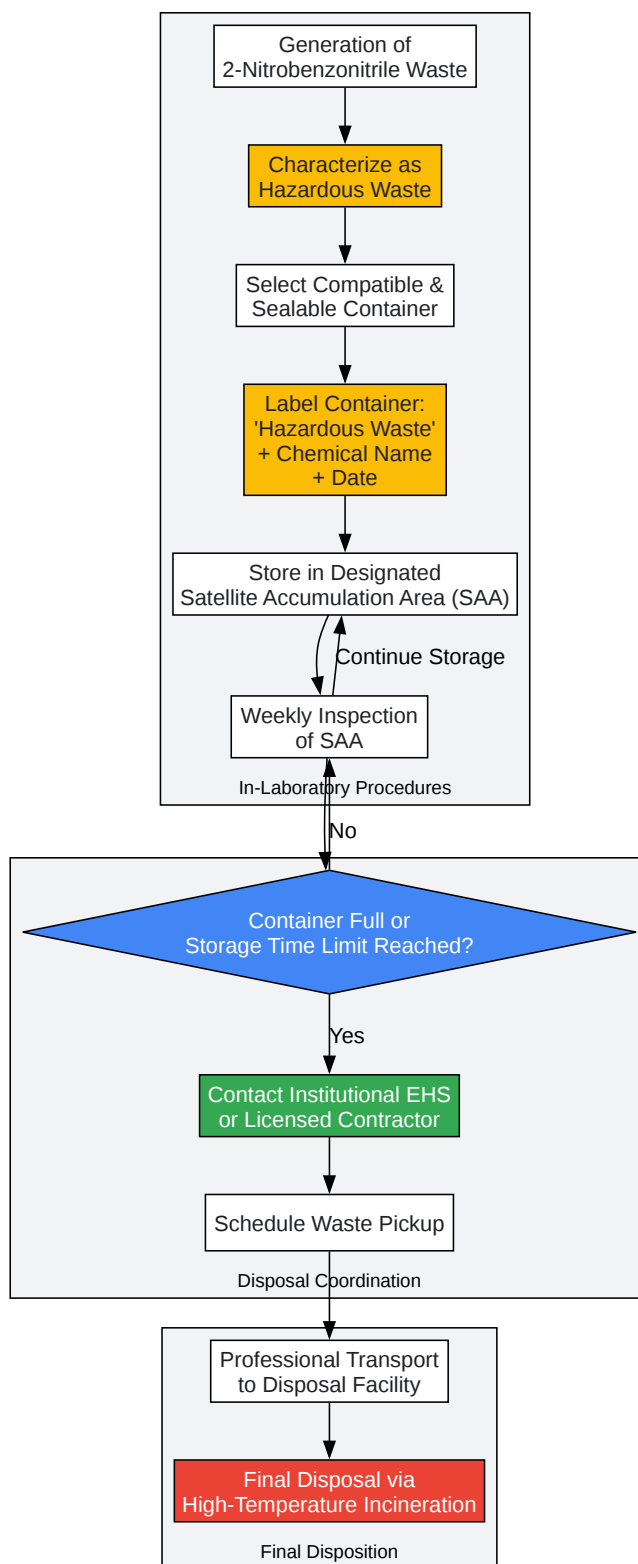 Generation of
2-Nitrobenzonitrile Waste
Characterize as
Hazardous Waste
Select Compatible &
Sealable Container
Label Container:
'Hazardous Waste'
+ Chemical Name
+ Date
Store in Designated
Satellite Accumulation Area (SAA)
Continue Storage
Weekly Inspection
of SAA
In-Laboratory Procedures
No
Container Full or
Storage Time Limit Reached?
Yes
Contact Institutional EHS
or Licensed Contractor
Schedule Waste Pickup
Disposal Coordination
Professional Transport
to Disposal Facility
Final Disposal via
High-Temperature Incineration
Final Disposition